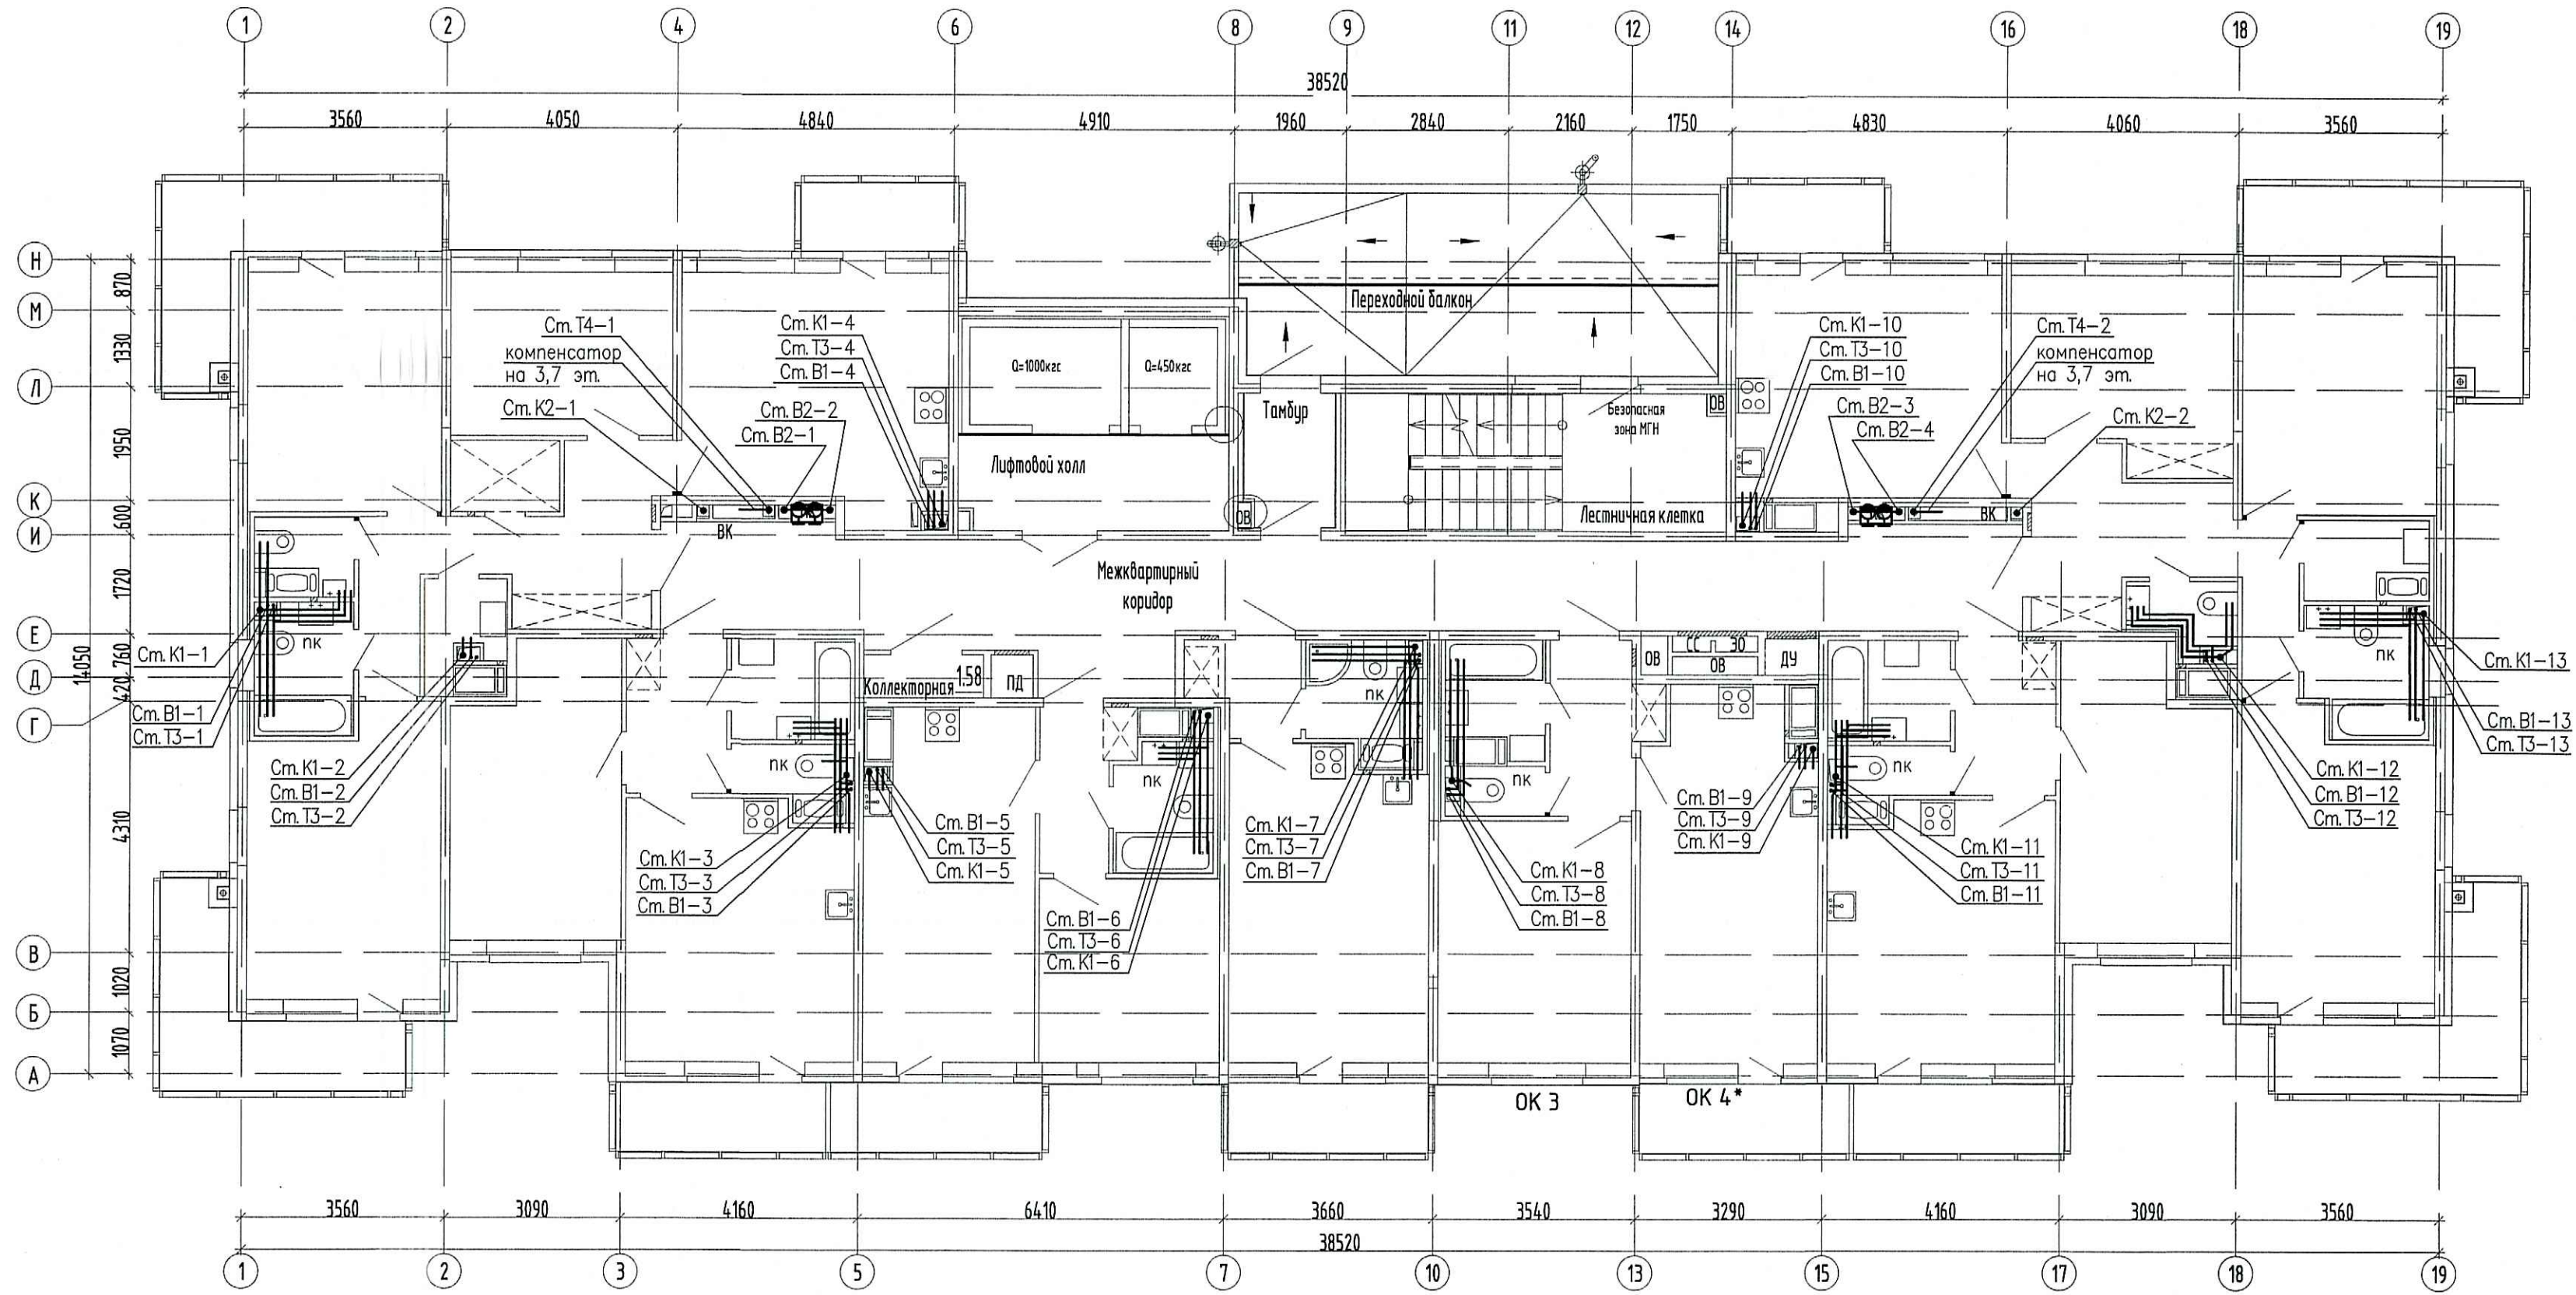 1 2 4 6 8 9 11 12 14 16 18 19
38520
3560 4050 4840 4910 1960 2840 2160 1750 4830 4060 3560
Н
М
Л
К
И
Е
Д
Г
В
Б
А
870
1330
1950
600
1720
760
420
4310
1020
1070
14050
Ст. Т4-1
компенсатор
на 3,7 эт.
Ст. К2-1
Ст. К1-4
Ст. Т3-4
Ст. В1-4
Ст. В2-2
Ст. В2-1
ВК
Q=1000кгс
Q=450кгс
Лифтовой холл
Тамбур
ОВ
Переходной балкон
Безопасная
зона МГН
ОВ
Лестничная клетка
Ст. К1-10
Ст. Т3-10
Ст. В1-10
Ст. Т4-2
компенсатор
на 3,7 эт.
Ст. В2-3
Ст. В2-4
Ст. К2-2
ВК
Межквартирный
коридор
Ст. К1-1
Ст. В1-1
Ст. Т3-1
ПК
Ст. К1-2
Ст. В1-2
Ст. Т3-2
ПК
Ст. К1-3
Ст. Т3-3
Ст. В1-3
Коллекторная 1.58
ПД
Ст. В1-5
Ст. Т3-5
Ст. К1-5
ПК
Ст. В1-6
Ст. Т3-6
Ст. К1-6
ПК
Ст. К1-7
Ст. Т3-7
Ст. В1-7
ПК
Ст. К1-8
Ст. Т3-8
Ст. В1-8
ОВ
СС ЭО
ОВ
ДУ
Ст. В1-9
Ст. Т3-9
Ст. К1-9
ПК
Ст. К1-11
Ст. Т3-11
Ст. В1-11
ПК
Ст. К1-13
Ст. В1-13
Ст. Т3-13
Ст. К1-12
Ст. В1-12
Ст. Т3-12
ОК 3
ОК 4*
3560 3090 4160 6410 3660 3540 3290 4160 3090 3560
38520
1 2 3 5 7 10 13 15 17 18 19